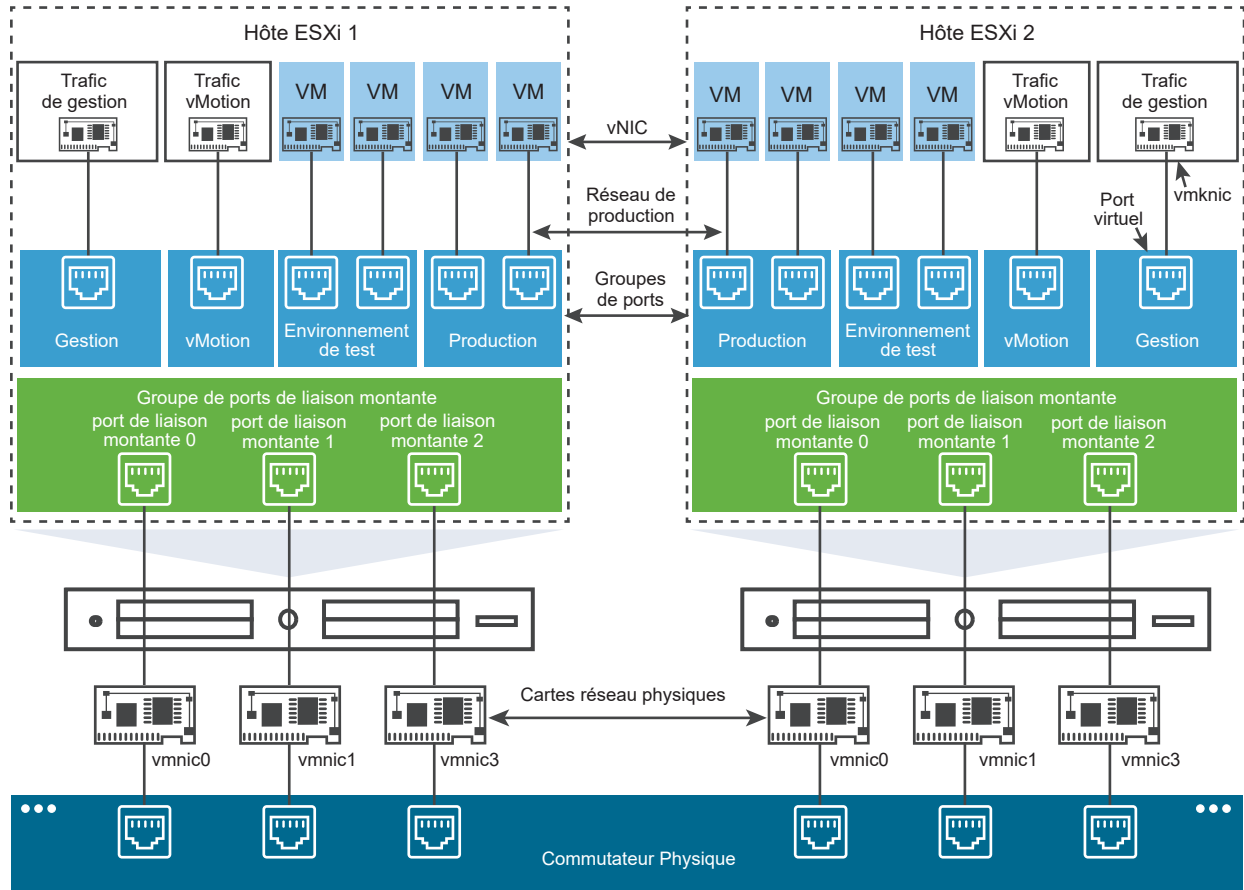 Hôte ESXi 1
Hôte ESXi 2
Trafic
de gestion
Trafic
vMotion
VM
VM
VM
VM
vNIC
VM
VM
VM
VM
Trafic
vMotion
Trafic
de gestion
vmknic
Réseau de
production
Port
virtuel
Groupes
de ports
Gestion
vMotion
Environnement
de test
Production
Production
Environnement
de test
vMotion
Gestion
Groupe de ports de liaison montante
port de liaison
montante 0
port de liaison
montante 1
port de liaison
montante 2
Groupe de ports de liaison montante
port de liaison
montante 0
port de liaison
montante 1
port de liaison
montante 2
Cartes réseau physiques
vmnic0
vmnic1
vmnic3
vmnic0
vmnic1
vmnic3
Commutateur Physique